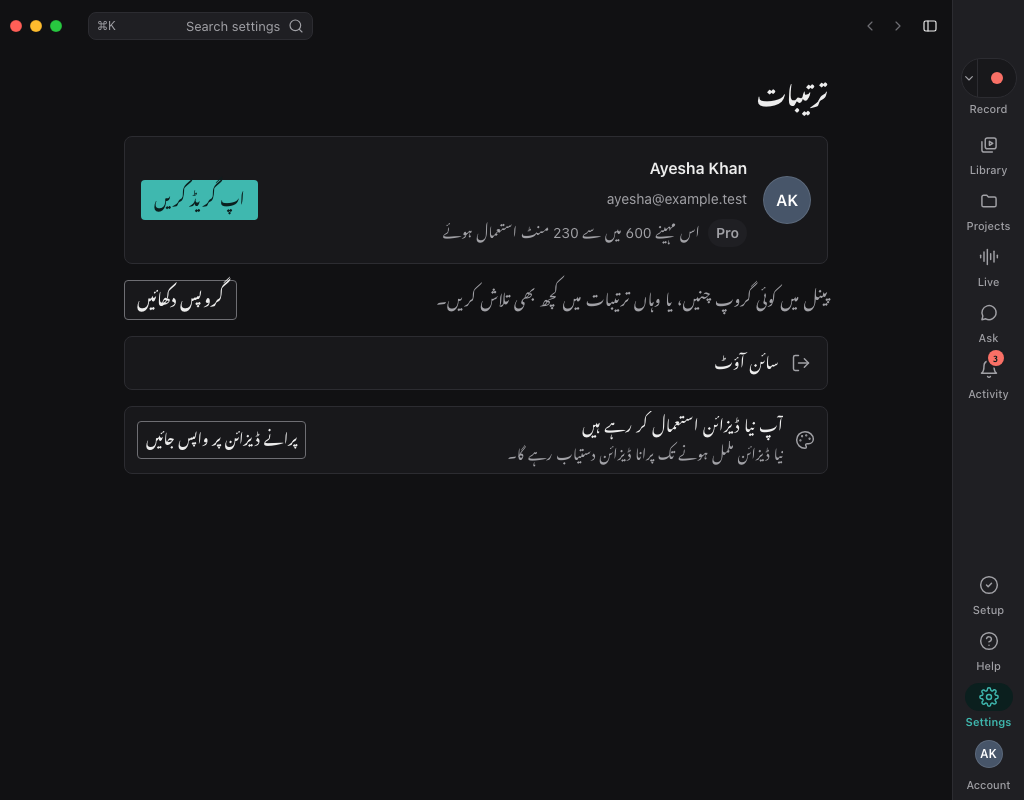 ⌘K Search settings
ترتیبات
Ayesha Khan
AK
ayesha@example.test
Pro اس مہینے 600 میں سے 230 منٹ استعمال ہوئے
اپ گریڈ کریں
پینل میں کوئی گروپ چنیں، یا وہاں ترتیبات میں کچھ بھی تلاش کریں۔
گروپس دکھائیں
سائن آؤٹ
آپ نیا ڈیزائن استعمال کر رہے ہیں
نیا ڈیزائن مکمل ہونے تک پرانا ڈیزائن دستیاب رہے گا۔
پرانے ڈیزائن پر واپس جائیں
Record
Library
Projects
Live
Ask
3
Activity
Setup
Help
Settings
AK
Account